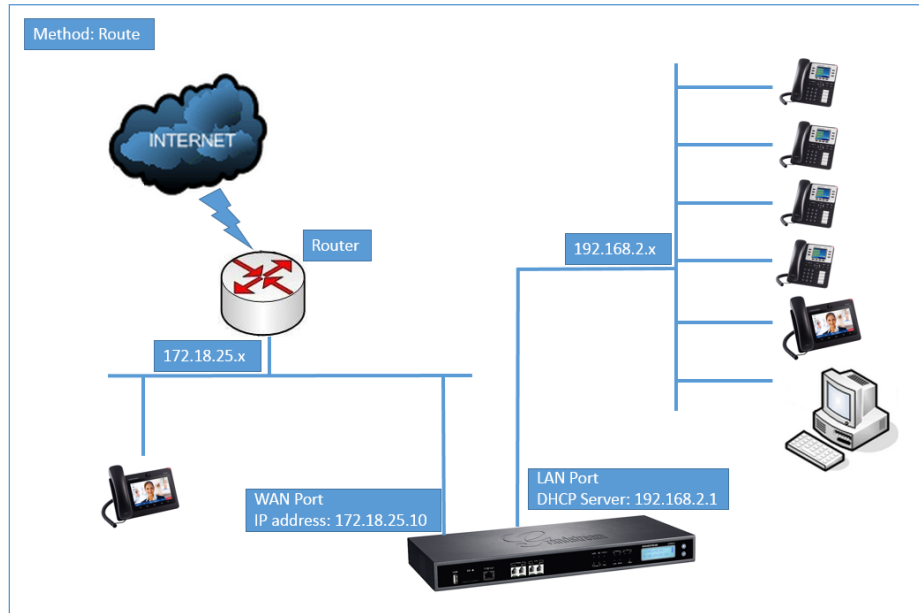 Method: Route
INTERNET
Router
192.168.2.x
172.18.25.x
LAN Port
DHCP Server: 192.168.2.1
WAN Port
IP address: 172.18.25.10